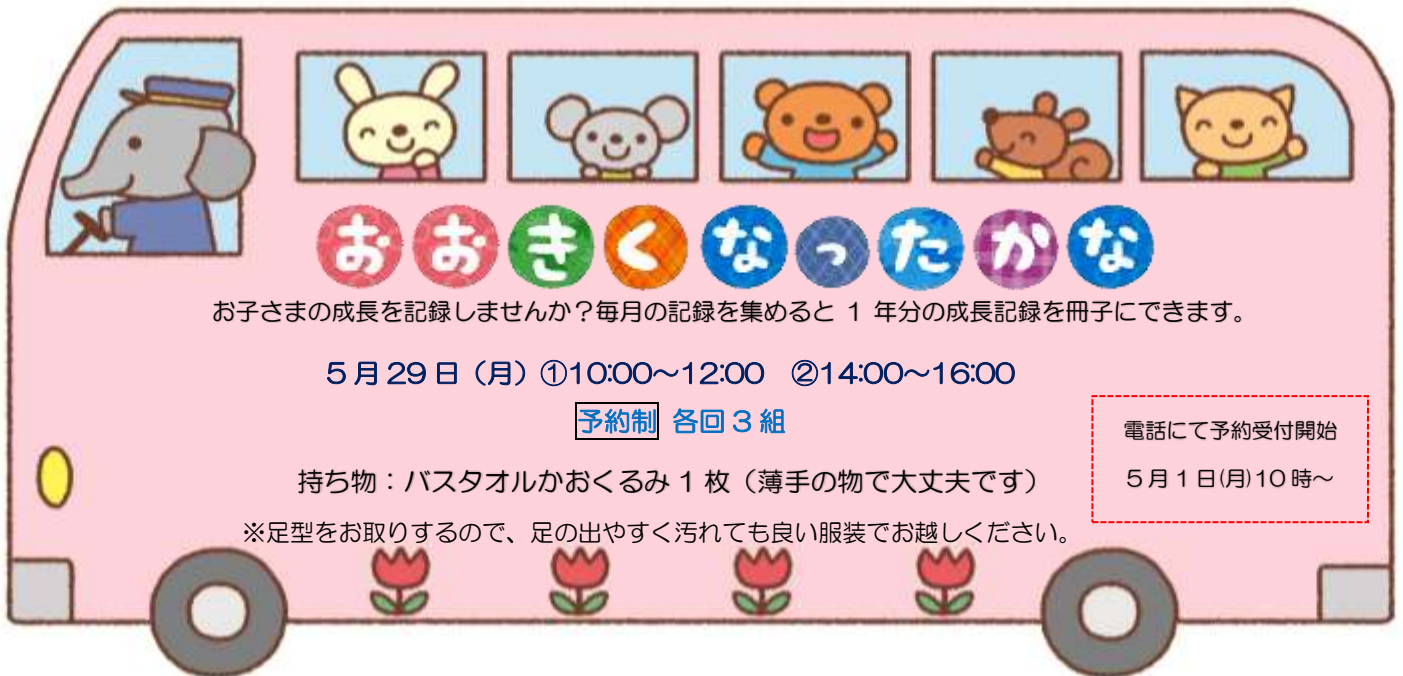 おおきくなったかな
お子さまの成長を記録しませんか?毎月の記録を集めると 1 年分の成長記録を冊子にできます。
5月29日(月)①10:00~12:00 ②14:00~16:00
予約制 各回3組
電話にて予約受付開始
5月1日(月)10時~
持ち物:バスタオルかおくるみ1枚(薄手の物で大丈夫です)
※足型をお取りするので、足の出やすく汚れても良い服装でお越しください。